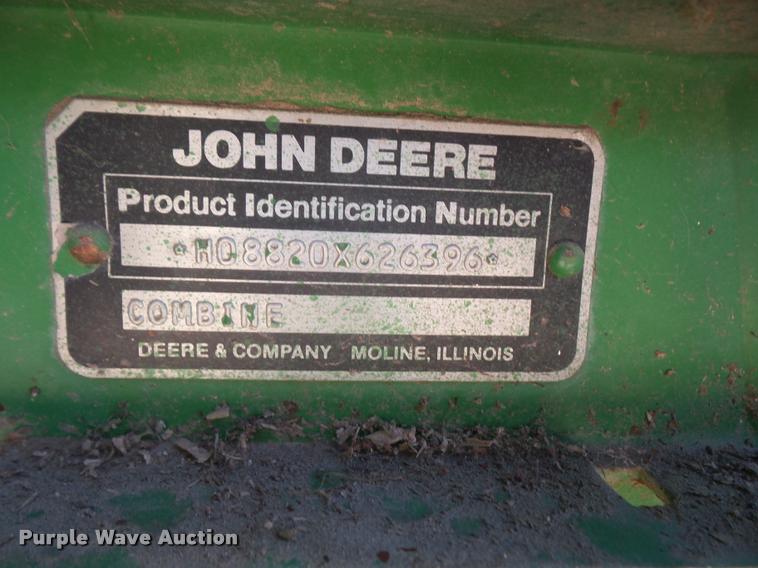 JOHN DEERE
Product Identification Number
*H08820X626396*
COMBINE
DEERE & COMPANY MOLINE, ILLINOIS
Purple Wave Auction